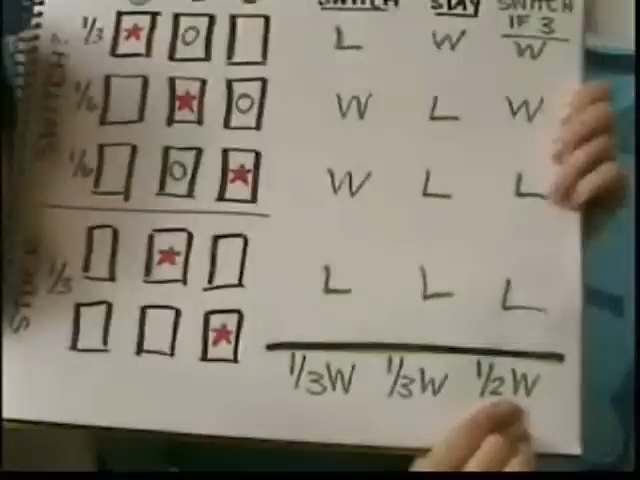 SWITCH STAY SWITCH
IF 3
1/3 L W W
SWITCH?
1/6 W L W
1/6 W L L
1/3 L L L
1/3W 1/3W 1/2W